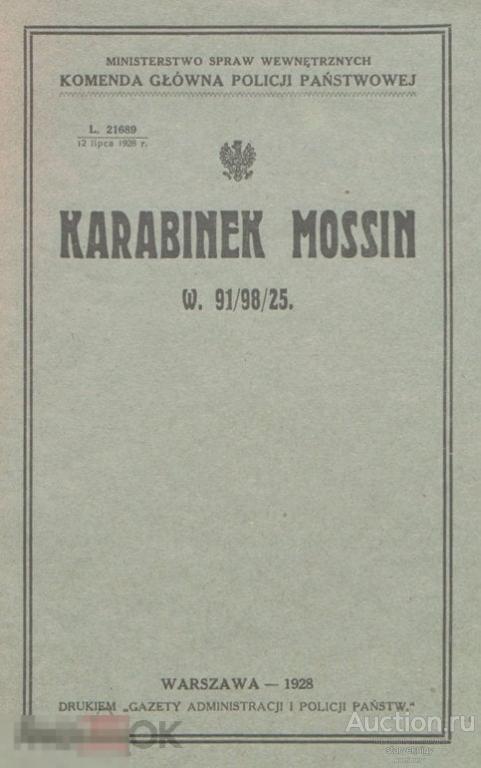 MINISTERSTWO SPRAW WEWNĘTRZNYCH
KOMENDA GŁÓWNA POLICJI PAŃSTWOWEJ
L. 21689
12 lipca 1928 r.
KARABINEK MOSSIN
W. 91/98/25.
WARSZAWA — 1928
DRUKIEM „GAZETY ADMINISTRACJI I POLICJI PAŃSTW."
Auction.ru